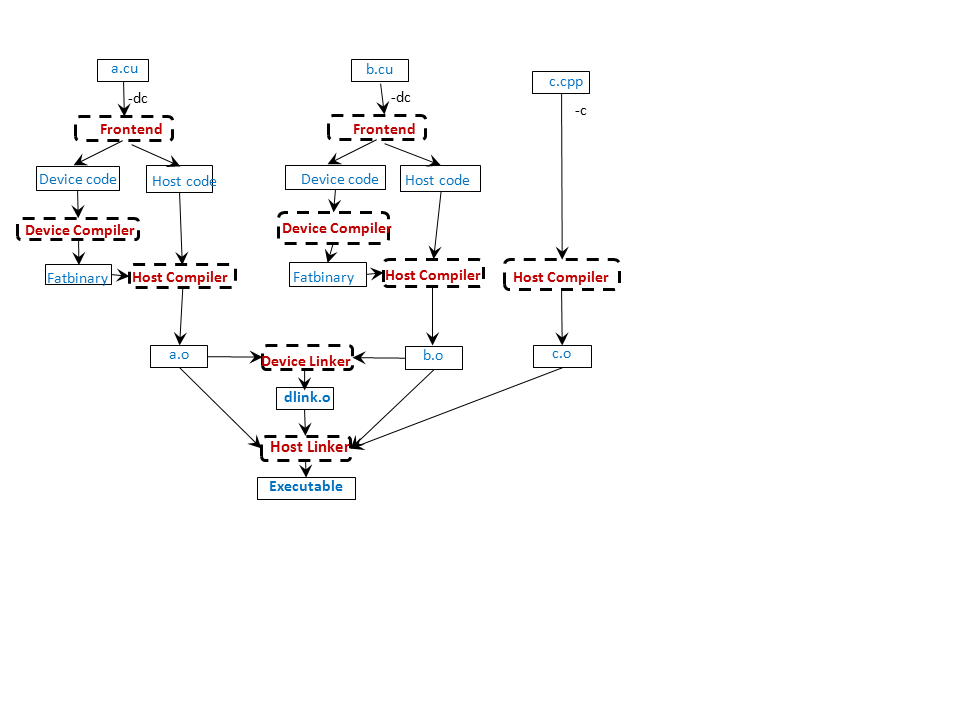 a.cu
b.cu
c.cpp
-dc
-dc
-c
Frontend
Frontend
Device code
Host code
Device code
Host code
Device Compiler
Device Compiler
Fatbinary
Host Compiler
Fatbinary
Host Compiler
Host Compiler
a.o
Device Linker
b.o
c.o
dlink.o
Host Linker
Executable